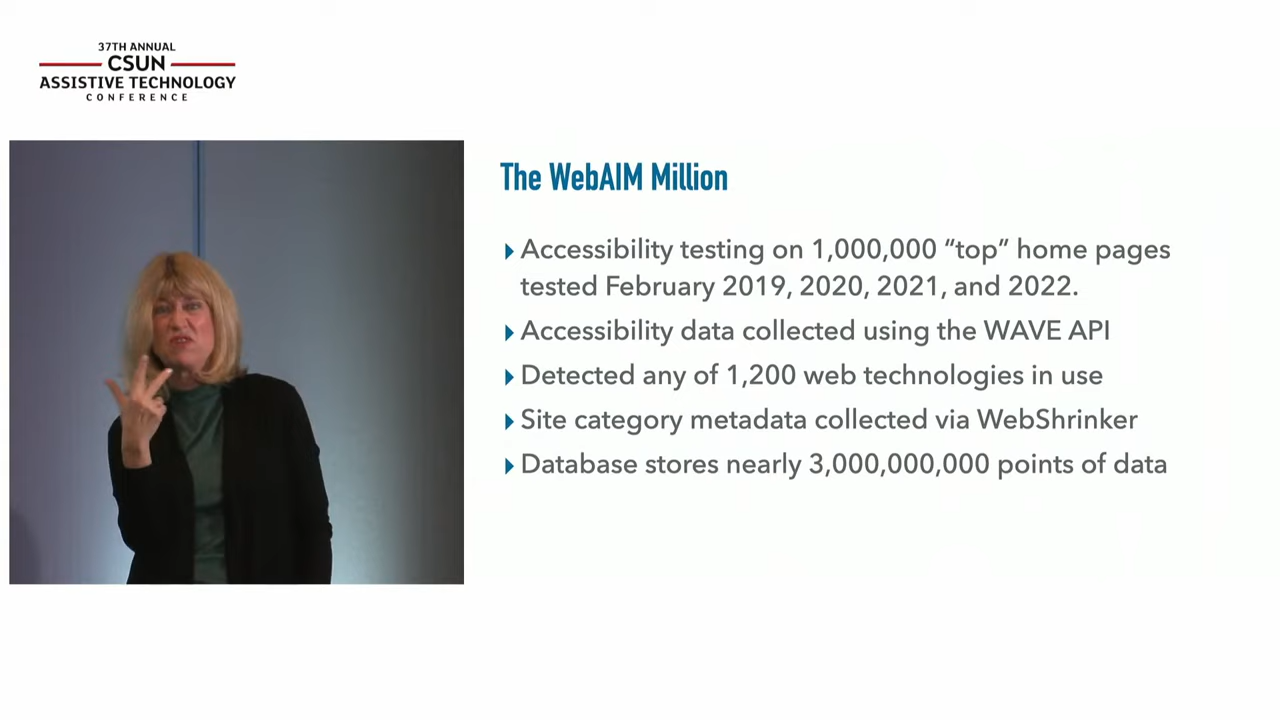 37TH ANNUAL
CSUN
ASSISTIVE TECHNOLOGY
CONFERENCE
The WebAIM Million
Accessibility testing on 1,000,000 “top” home pages
tested February 2019, 2020, 2021, and 2022.
Accessibility data collected using the WAVE API
Detected any of 1,200 web technologies in use
Site category metadata collected via WebShrinker
Database stores nearly 3,000,000,000 points of data